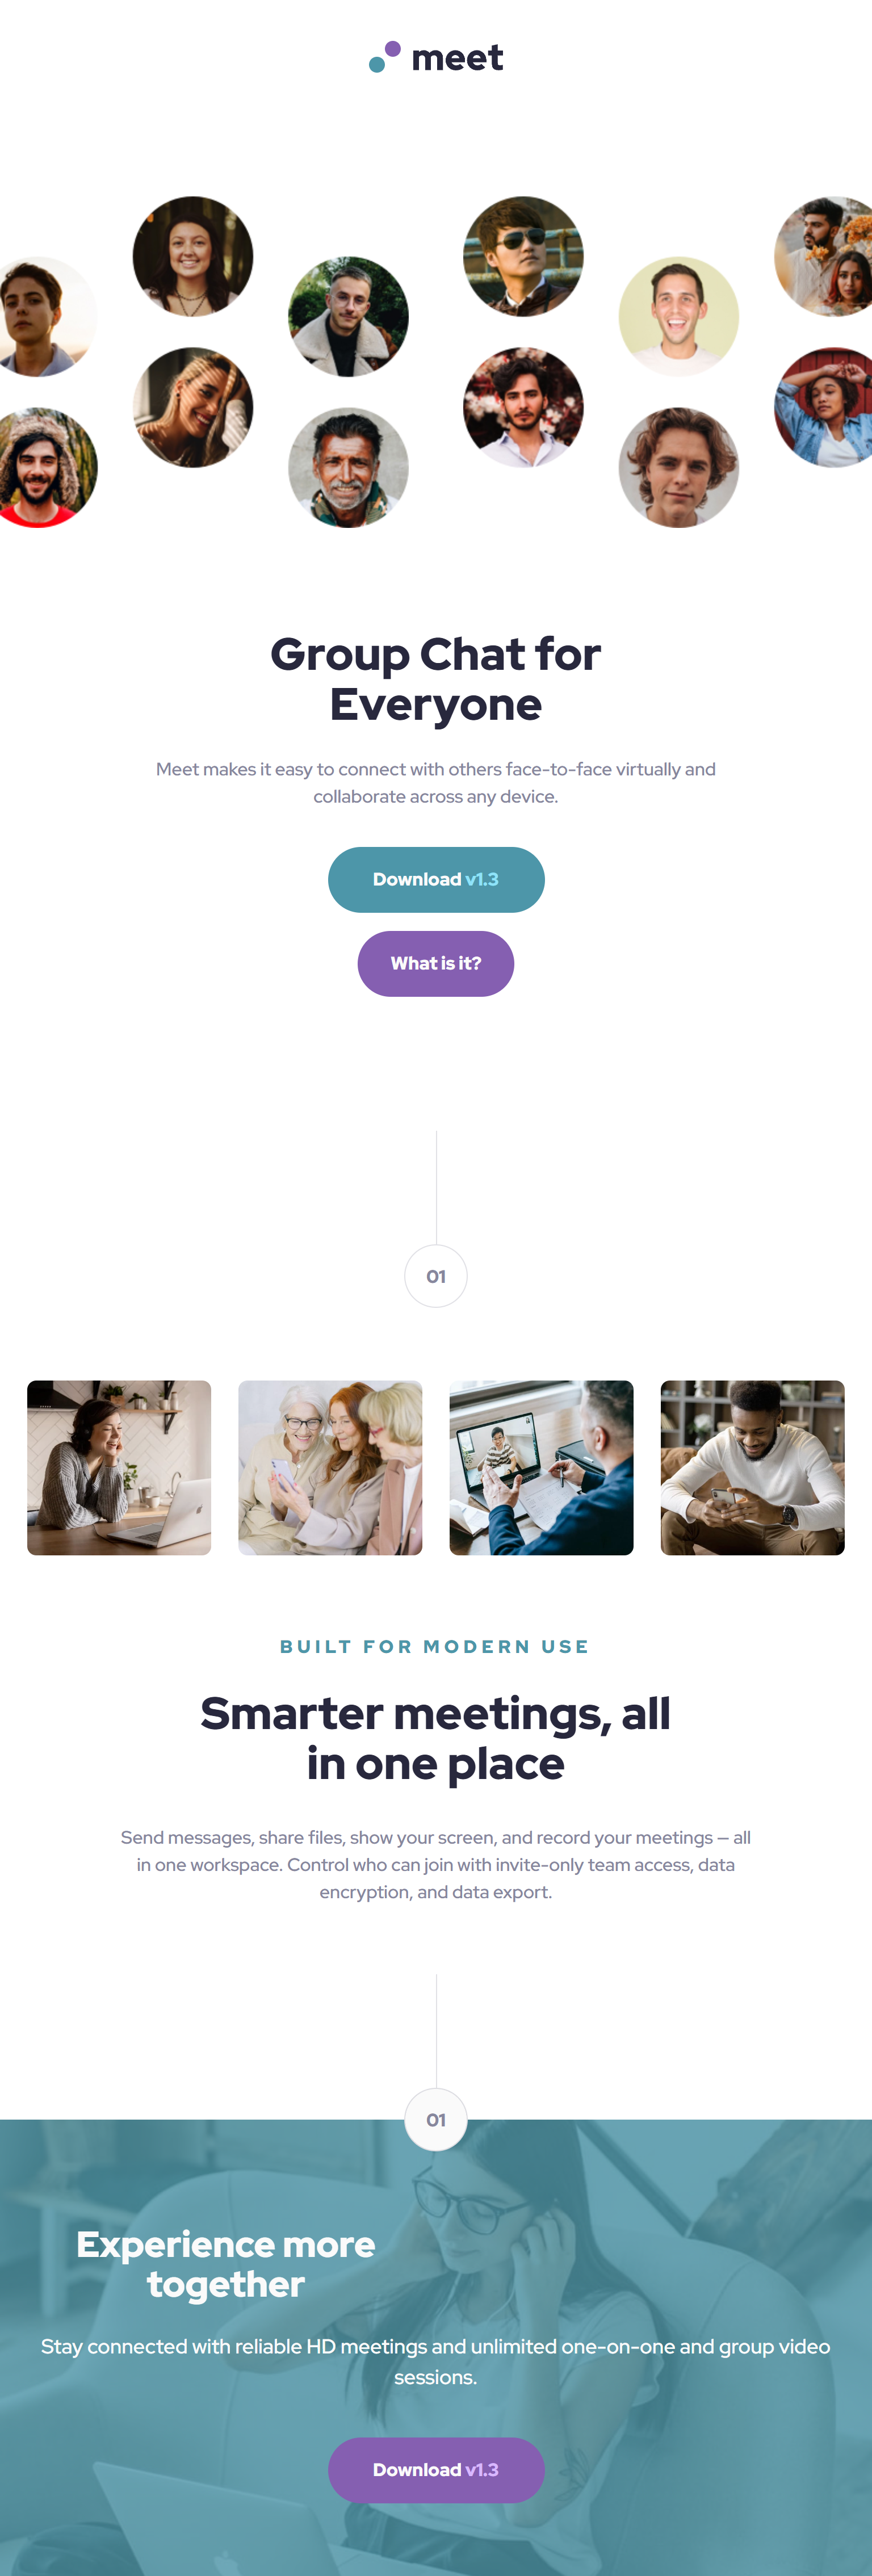 meet
Group Chat for
Everyone
Meet makes it easy to connect with others face-to-face virtually and
collaborate across any device.
Download v1.3
What is it?
01
BUILT FOR MODERN USE
Smarter meetings, all
in one place
Send messages, share files, show your screen, and record your meetings — all
in one workspace. Control who can join with invite-only team access, data
encryption, and data export.
01
Experience more
together
Stay connected with reliable HD meetings and unlimited one-on-one and group video
sessions.
Download v1.3